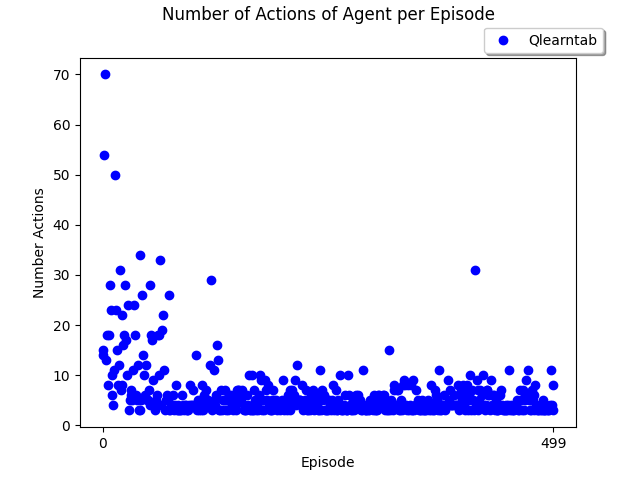 Number of Actions of Agent per Episode
Qlearntab
70
60
50
40
30
20
10
0
Number Actions
0 499
Episode